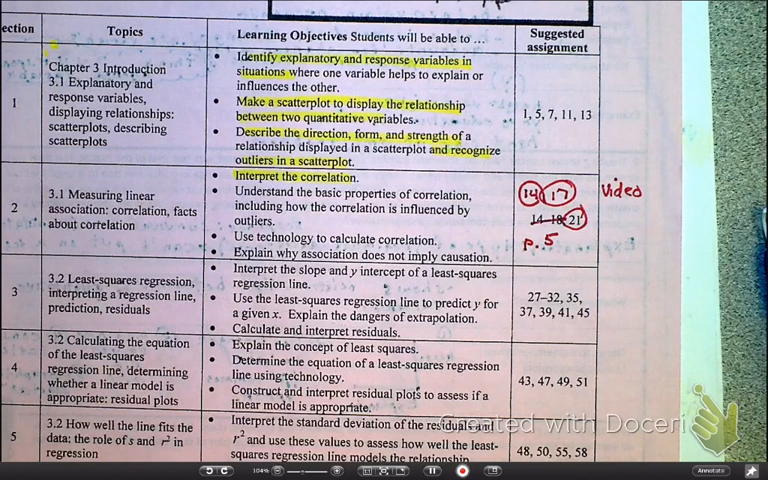 ection
Topics
Learning Objectives Students will be able to …
Suggested
assignment
1
Chapter 3 Introduction
3.1 Explanatory and
response variables,
displaying relationships:
scatterplots, describing
scatterplots
• Identify explanatory and response variables in
situations where one variable helps to explain or
influences the other.
• Make a scatterplot to display the relationship
between two quantitative variables.
• Describe the direction, form, and strength of a
relationship displayed in a scatterplot and recognize
outliers in a scatterplot.
1, 5, 7, 11, 13
2
3.1 Measuring linear
association: correlation, facts
about correlation
• Interpret the correlation.
• Understand the basic properties of correlation,
including how the correlation is influenced by
outliers.
• Use technology to calculate correlation.
• Explain why association does not imply causation.
14 17 Video
14-18 21
p. 5
3
3.2 Least-squares regression,
interpreting a regression line,
prediction, residuals
• Interpret the slope and y intercept of a least-squares
regression line.
• Use the least-squares regression line to predict y for
a given x. Explain the dangers of extrapolation.
• Calculate and interpret residuals.
27–32, 35,
37, 39, 41, 45
4
3.2 Calculating the equation
of the least-squares
regression line, determining
whether a linear model is
appropriate: residual plots
• Explain the concept of least squares.
• Determine the equation of a least-squares regression
line using technology.
• Construct and interpret residual plots to assess if a
linear model is appropriate.
43, 47, 49, 51
5
3.2 How well the line fits the
data: the role of s and r² in
regression
• Interpret the standard deviation of the residuals and
r² and use these values to assess how well the least-
squares regression line models the relationship
48, 50, 55, 58
Created with Doceri
104%
Annotate